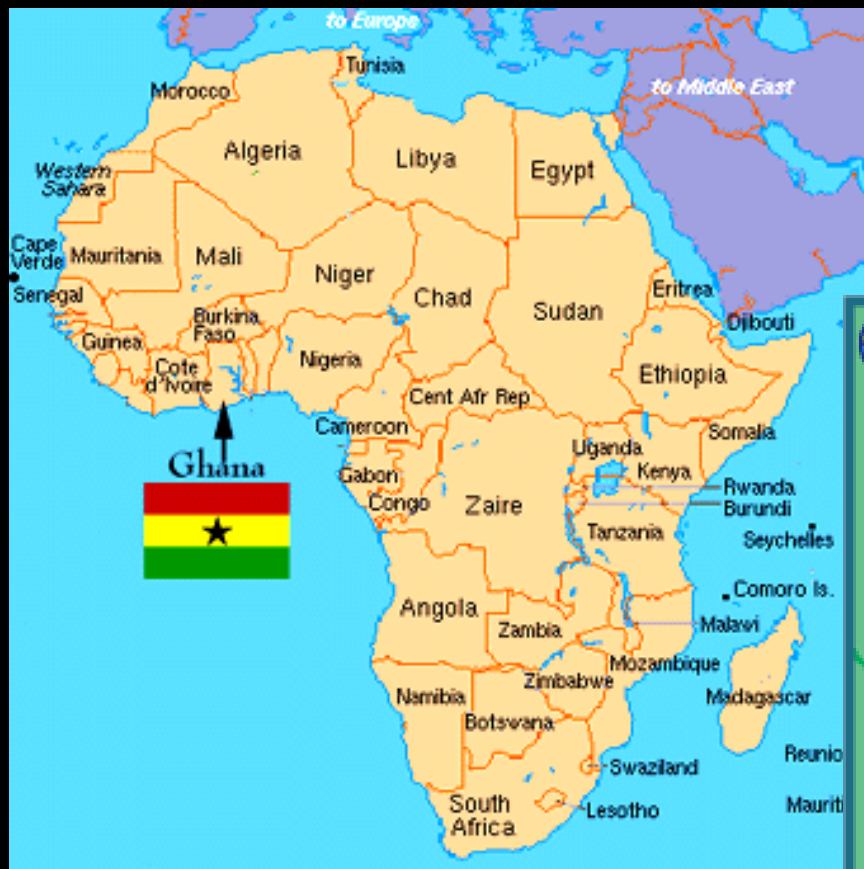 to Europe
Tunisia
to Middle East
Morocco
Algeria
Libya
Egypt
Western
Sahara
Cape
Verde
Mauritania
Mali
Niger
Chad
Sudan
Eritrea
Senegal
Burkina
Faso
Djibouti
Guinea
Nigeria
Cote
d'Ivoire
Ethiopia
Cent Afr Rep
Cameroon
Somalia
Ghana
Uganda
Kenya
Gabon
Congo
Zaire
Rwanda
Burundi
Tanzania
Seychelles
Comoro Is.
Angola
Zambia
Malawi
Mozambique
Zimbabwe
Namibia
Madagascar
Botswana
Reunio
Swaziland
South
Africa
Lesotho
Mauriti